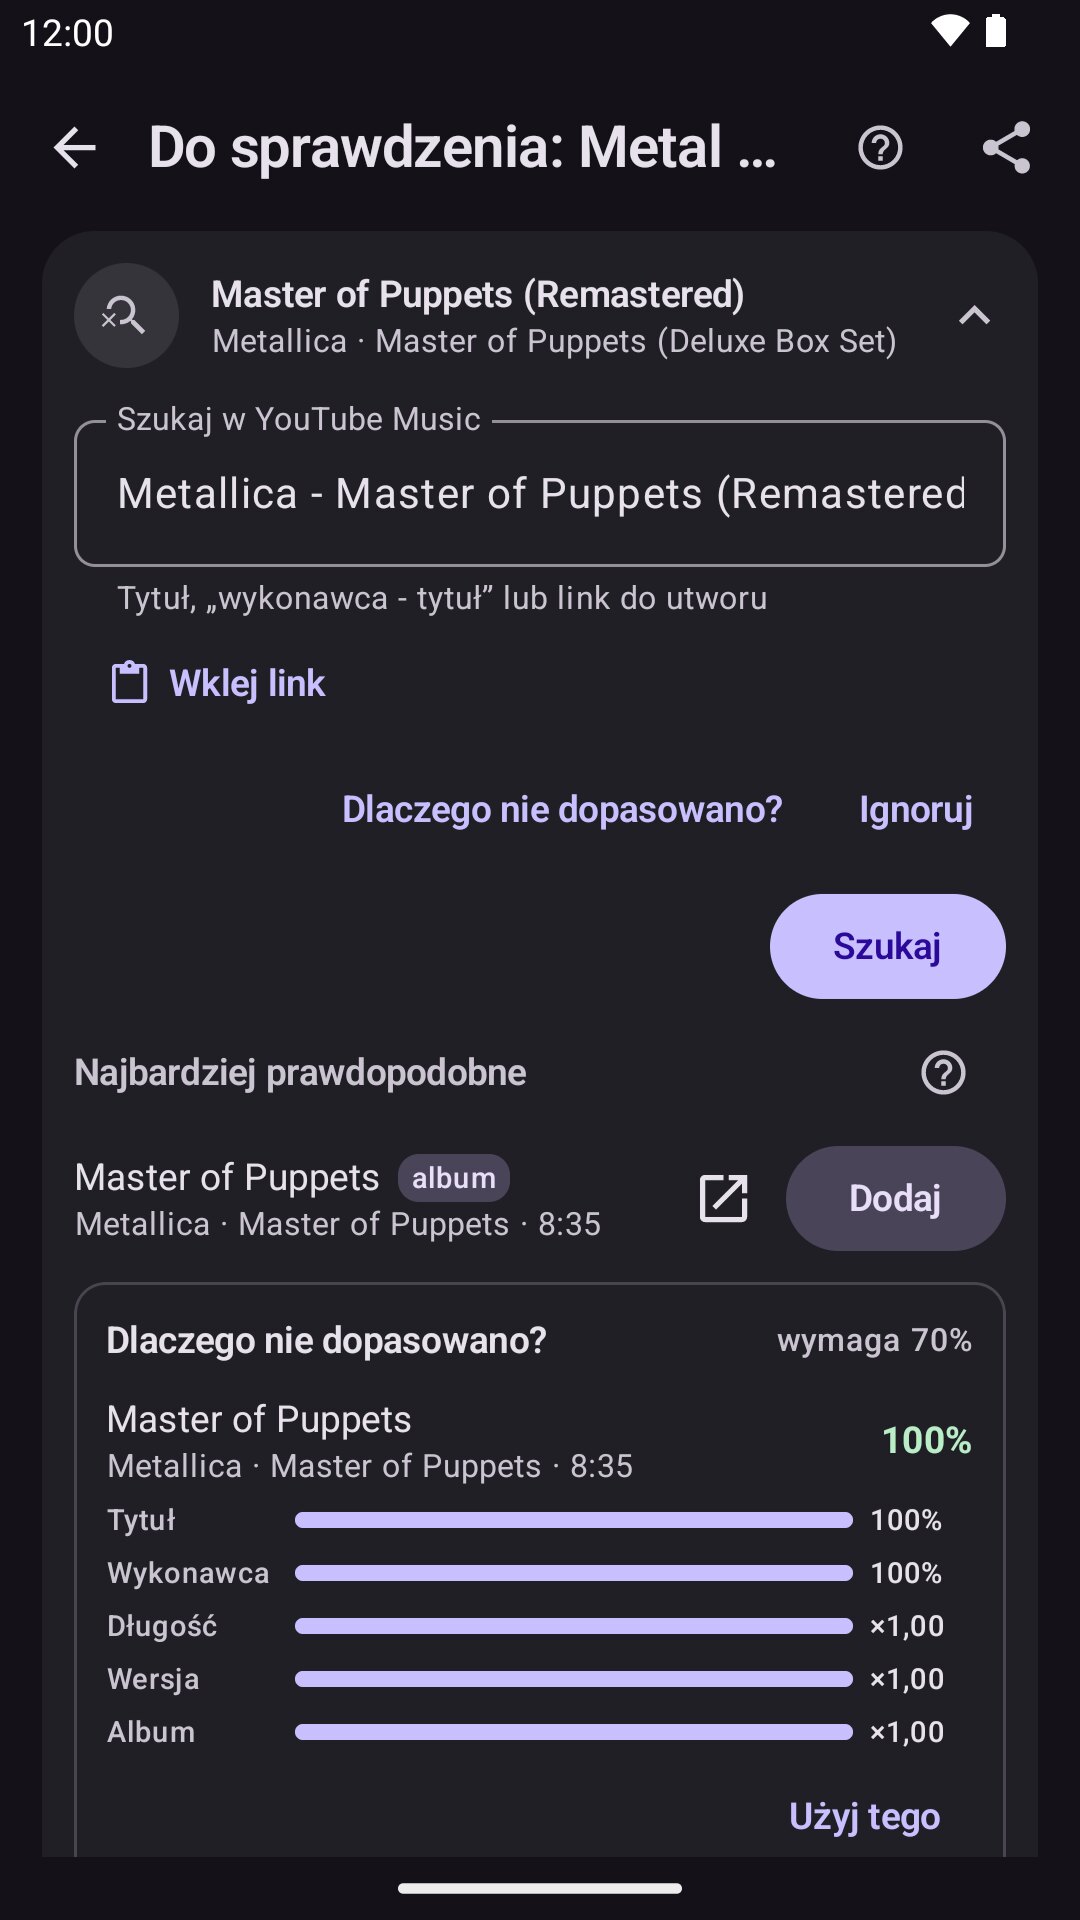 12:00
Do sprawdzenia: Metal ...
Master of Puppets (Remastered)
Metallica · Master of Puppets (Deluxe Box Set)
Szukaj w YouTube Music
Metallica - Master of Puppets (Remastered
Tytuł, „wykonawca - tytuł” lub link do utworu
Wklej link
Dlaczego nie dopasowano? Ignoruj
Szukaj
Najbardziej prawdopodobne
Master of Puppets album
Metallica · Master of Puppets · 8:35
Dodaj
Dlaczego nie dopasowano? wymaga 70%
Master of Puppets
Metallica · Master of Puppets · 8:35
100%
Tytuł 100%
Wykonawca 100%
Długość ×1,00
Wersja ×1,00
Album ×1,00
Użyj tego